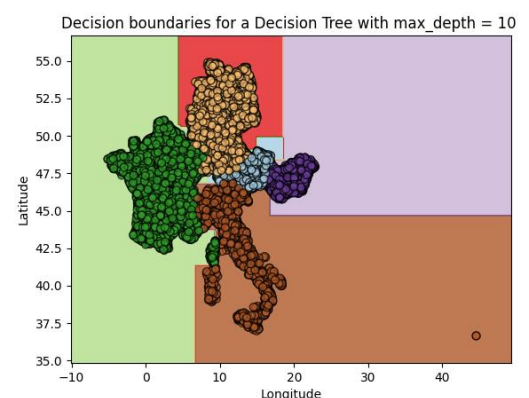 Decision boundaries for a Decision Tree with max_depth = 10
55.0
52.5
50.0
47.5
45.0
42.5
40.0
37.5
35.0
Latitude
−10 0 10 20 30 40
Longitude